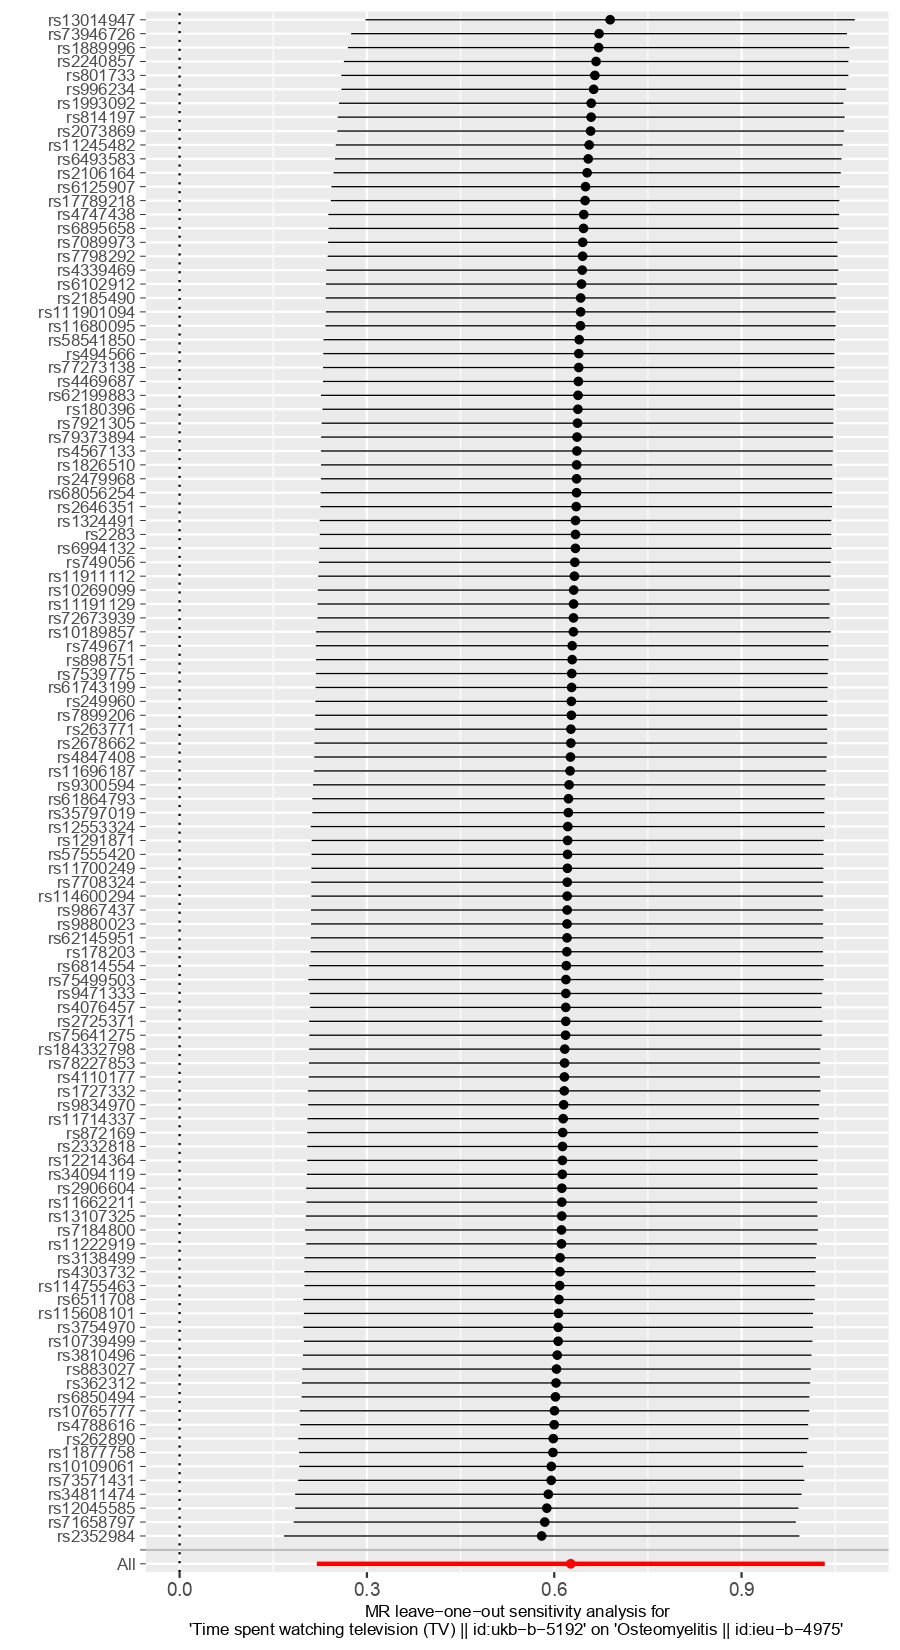 rs13014947
rs73946726
rs1889996
rs2240857
rs801733
rs996234
rs1993092
rs814197
rs2073869
rs11245482
rs6493583
rs2106164
rs6125907
rs17789218
rs4747438
rs6895658
rs7089973
rs7798292
rs4339469
rs6102912
rs2185490
rs111901094
rs11680095
rs58541850
rs494566
rs77273138
rs4469687
rs62199883
rs180396
rs7921305
rs79373894
rs4567133
rs1826510
rs2479968
rs68056254
rs2646351
rs1324491
rs2283
rs6994132
rs749056
rs11911112
rs10269099
rs11191129
rs72673939
rs10189857
rs749671
rs898751
rs7539775
rs61743199
rs249960
rs7899206
rs263771
rs2678662
rs4847408
rs11696187
rs9300594
rs61864793
rs35797019
rs12553324
rs1291871
rs57555420
rs11700249
rs7708324
rs114600294
rs9867437
rs9880023
rs62145951
rs178203
rs6814554
rs75499503
rs9471333
rs4076457
rs2725371
rs75641275
rs184332798
rs78227853
rs4110177
rs1727332
rs9834970
rs11714337
rs872169
rs2332818
rs12214364
rs34094119
rs2906604
rs11662211
rs13107325
rs7184800
rs11222919
rs3138499
rs4303732
rs114755463
rs6511708
rs115608101
rs3754970
rs10739499
rs3810496
rs883027
rs362312
rs6850494
rs10765777
rs4788616
rs262890
rs11877758
rs10109061
rs73571431
rs34811474
rs12045585
rs71658797
rs2352984
All
0.0 0.3 0.6 0.9
MR leave−one−out sensitivity analysis for
'Time spent watching television (TV) || id:ukb−b−5192' on 'Osteomyelitis || id:ieu−b−4975'